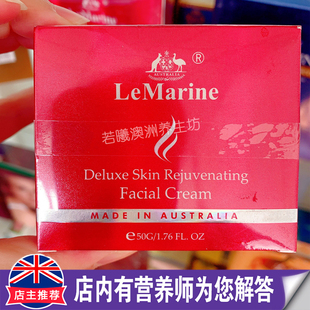 AUSTRALIA
®
LeMarine
若曦澳洲养生坊
Deluxe Skin Rejuvenating
Facial Cream
MADE IN AUSTRALIA
℮50G/1.76 FL. OZ
店主推荐
店内有营养师为您解答